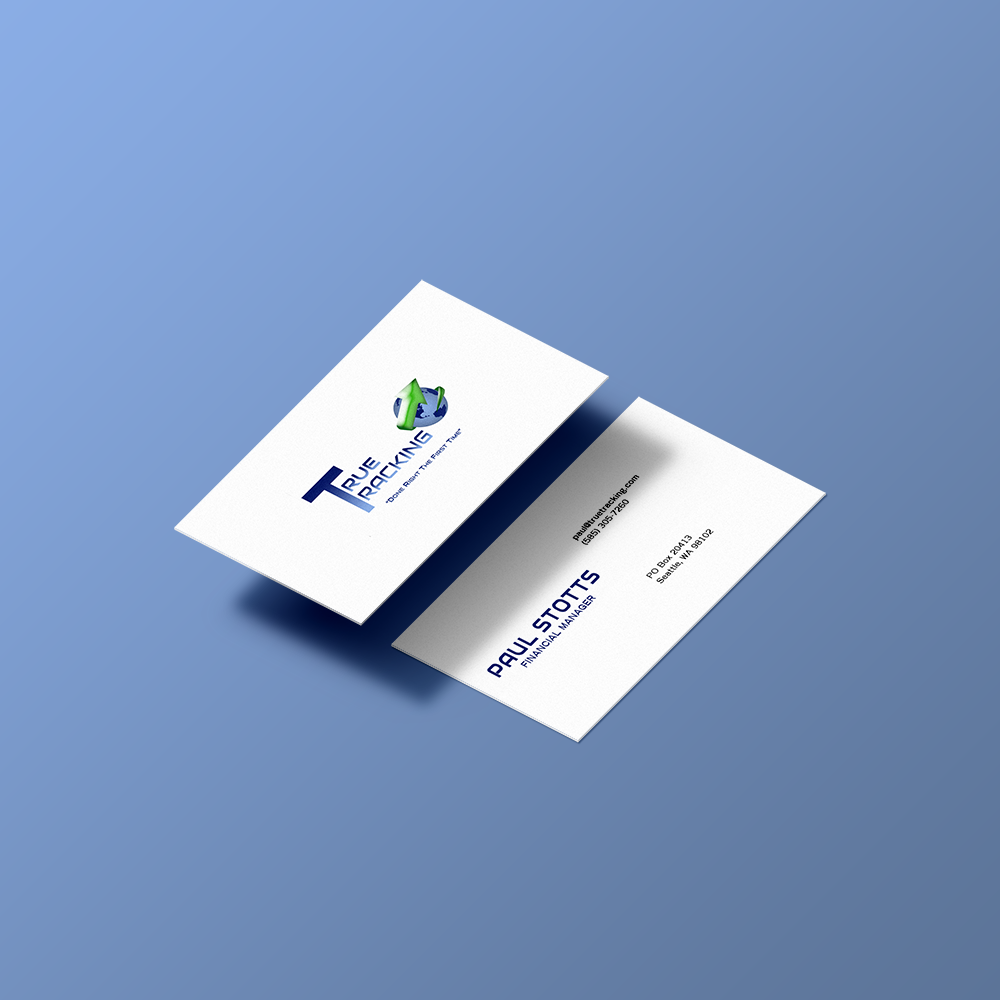 TRUE
TRACKING
"DONE RIGHT THE FIRST TIME"
paul@truetracking.com
(585) 305-7260
PO Box 20413
Seattle, WA 98102
PAUL STOTTS
FINANCIAL MANAGER